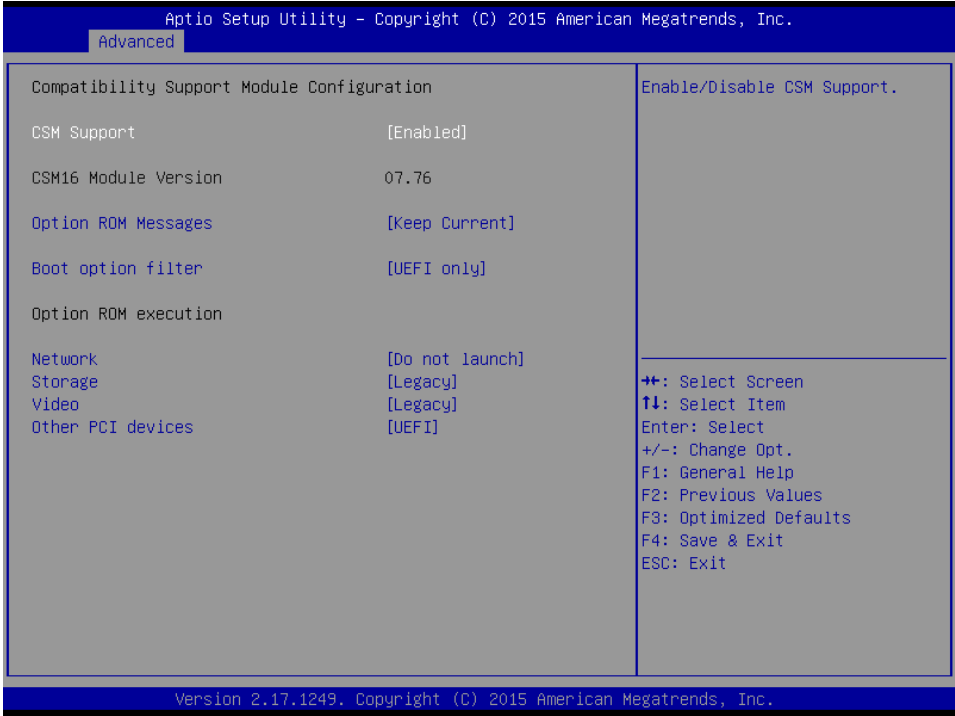 Aptio Setup Utility – Copyright (C) 2015 American Megatrends, Inc.
Advanced
Compatibility Support Module Configuration
CSM Support [Enabled]
CSM16 Module Version 07.76
Option ROM Messages [Keep Current]
Boot option filter [UEFI only]
Option ROM execution
Network [Do not launch]
Storage [Legacy]
Video [Legacy]
Other PCI devices [UEFI]
Enable/Disable CSM Support.
→←: Select Screen
↑↓: Select Item
Enter: Select
+/-: Change Opt.
F1: General Help
F2: Previous Values
F3: Optimized Defaults
F4: Save & Exit
ESC: Exit
Version 2.17.1249. Copyright (C) 2015 American Megatrends, Inc.